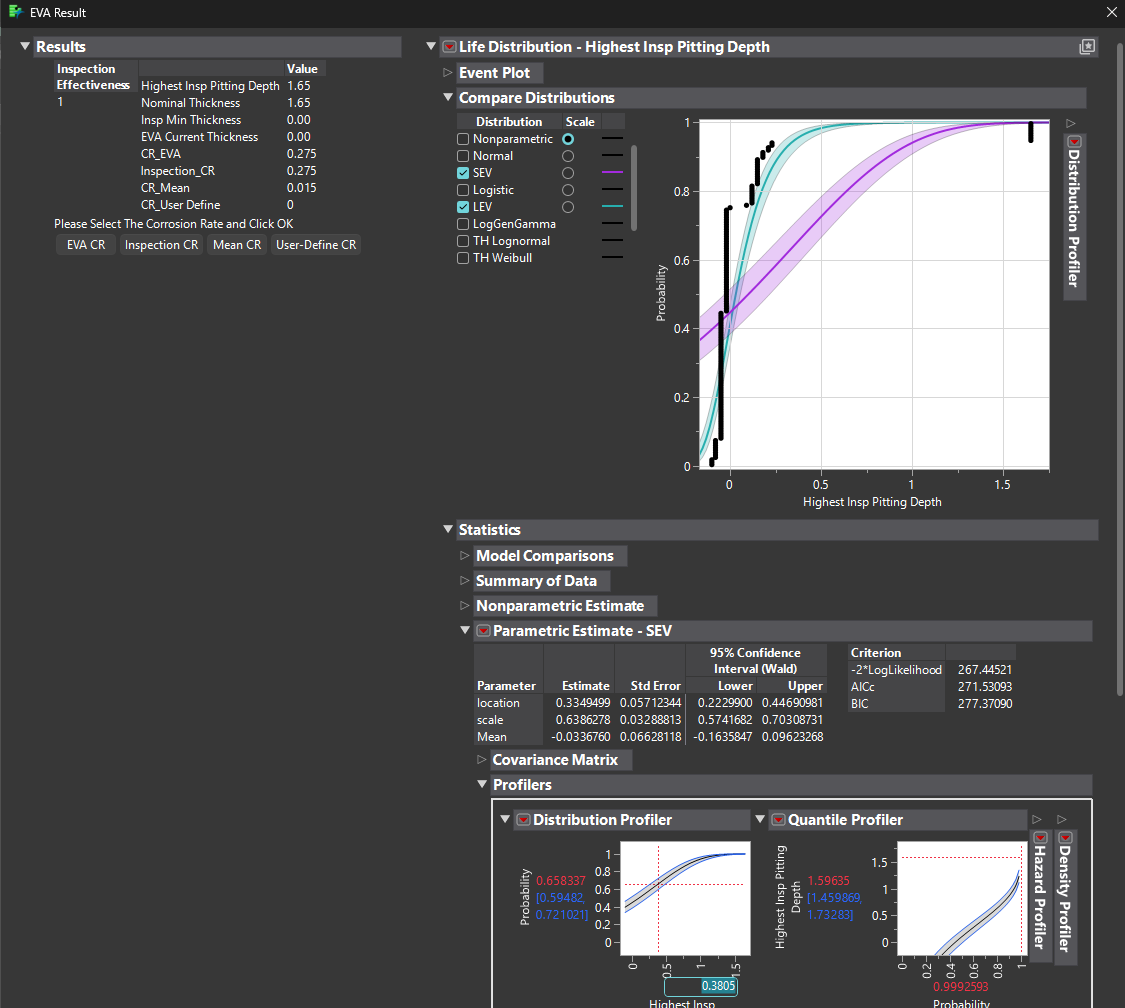 EVA Result
Results
Inspection Effectiveness Value
1 Highest Insp Pitting Depth 1.65
Nominal Thickness 1.65
Insp Min Thickness 0.00
EVA Current Thickness 0.00
CR_EVA 0.275
Inspection_CR 0.275
CR_Mean 0.015
CR_User Define 0
Please Select The Corrosion Rate and Click OK
EVA CR Inspection CR Mean CR User-Define CR
Life Distribution - Highest Insp Pitting Depth
Event Plot
Compare Distributions
Distribution Scale
Nonparametric
Normal
SEV
Logistic
LEV
LogGenGamma
TH Lognormal
TH Weibull
Probability
1
0.8
0.6
0.4
0.2
0
0 0.5 1 1.5
Highest Insp Pitting Depth
Distribution Profiler
Statistics
Model Comparisons
Summary of Data
Nonparametric Estimate
Parametric Estimate - SEV
95% Confidence
Interval (Wald)
Parameter Estimate Std Error Lower Upper
location 0.3349499 0.05712344 0.2229900 0.44690981
scale 0.6386278 0.03288813 0.5741682 0.70308731
Mean -0.0336760 0.06628118 -0.1635847 0.09623268
Criterion
-2*LogLikelihood 267.44521
AICc 271.53093
BIC 277.37090
Covariance Matrix
Profilers
Distribution Profiler
Probability
0.658337
[0.59482,
0.721021]
1
0.8
0.6
0.4
0.2
0
0 0.5 1 1.5
0.3805
Highest Insp
Quantile Profiler
Highest Insp Pitting
Depth
1.59635
[1.459869,
1.73283]
1.5
1
0.5
0
0 0.2 0.4 0.6 0.8 1
0.9992593
Probability
Hazard Profiler
Density Profiler